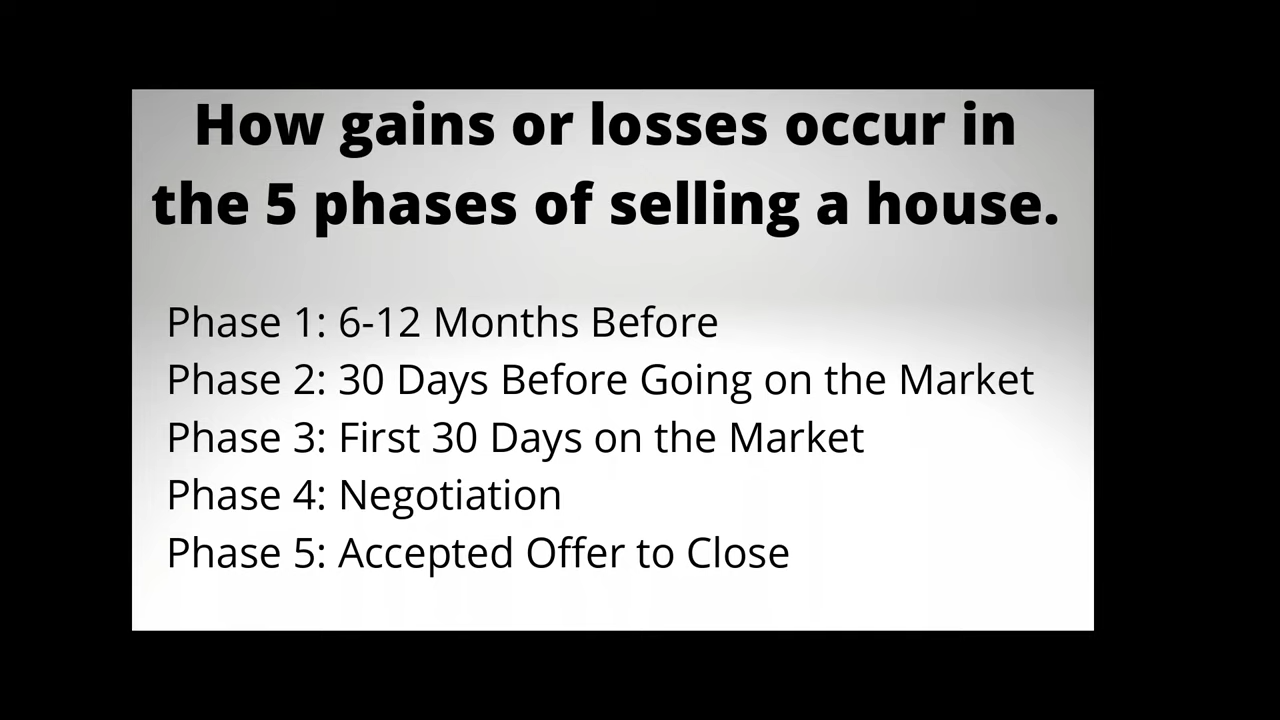 How gains or losses occur in
the 5 phases of selling a house.
Phase 1: 6-12 Months Before
Phase 2: 30 Days Before Going on the Market
Phase 3: First 30 Days on the Market
Phase 4: Negotiation
Phase 5: Accepted Offer to Close